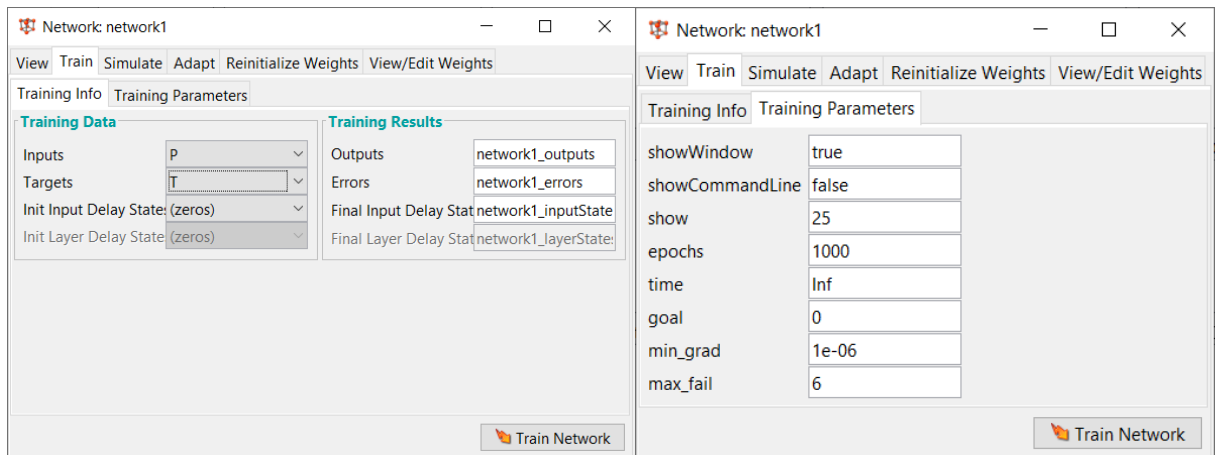 Network: network1
View Train Simulate Adapt Reinitialize Weights View/Edit Weights
Training Info Training Parameters
Training Data
Inputs P
Targets T
Init Input Delay States (zeros)
Init Layer Delay State (zeros)
Training Results
Outputs network1_outputs
Errors network1_errors
Final Input Delay Stat network1_inputState
Final Layer Delay Stat network1_layerStates
Train Network
Network: network1
View Train Simulate Adapt Reinitialize Weights View/Edit Weights
Training Info Training Parameters
showWindow true
showCommandLine false
show 25
epochs 1000
time Inf
goal 0
min_grad 1e-06
max_fail 6
Train Network